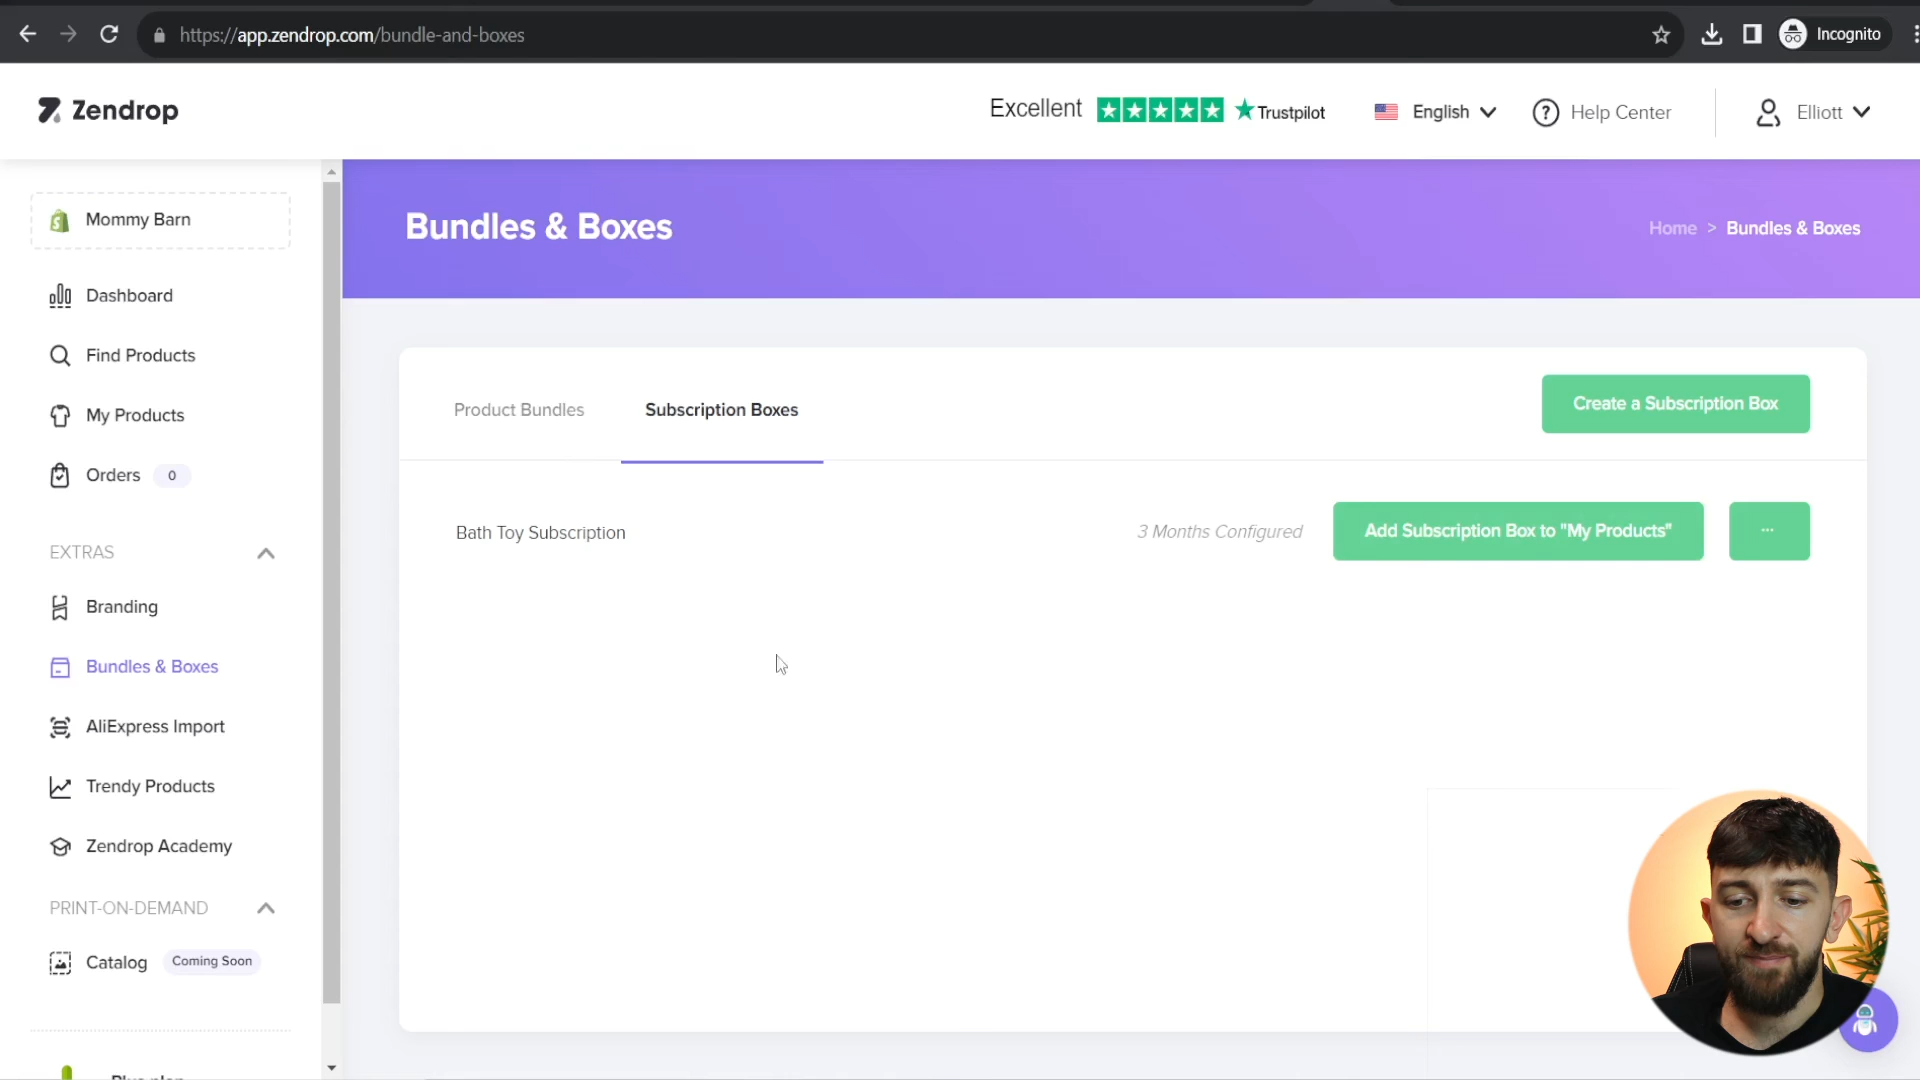 https://app.zendrop.com/bundle-and-boxes
Incognito
Zendrop
Excellent
Trustpilot
English
Help Center
Elliott
Mommy Barn
Bundles & Boxes
Home > Bundles & Boxes
Dashboard
Find Products
My Products
Orders 0
EXTRAS
Branding
Bundles & Boxes
AliExpress Import
Trendy Products
Zendrop Academy
PRINT-ON-DEMAND
Catalog Coming Soon
Product Bundles
Subscription Boxes
Create a Subscription Box
Bath Toy Subscription
3 Months Configured
Add Subscription Box to "My Products"
...